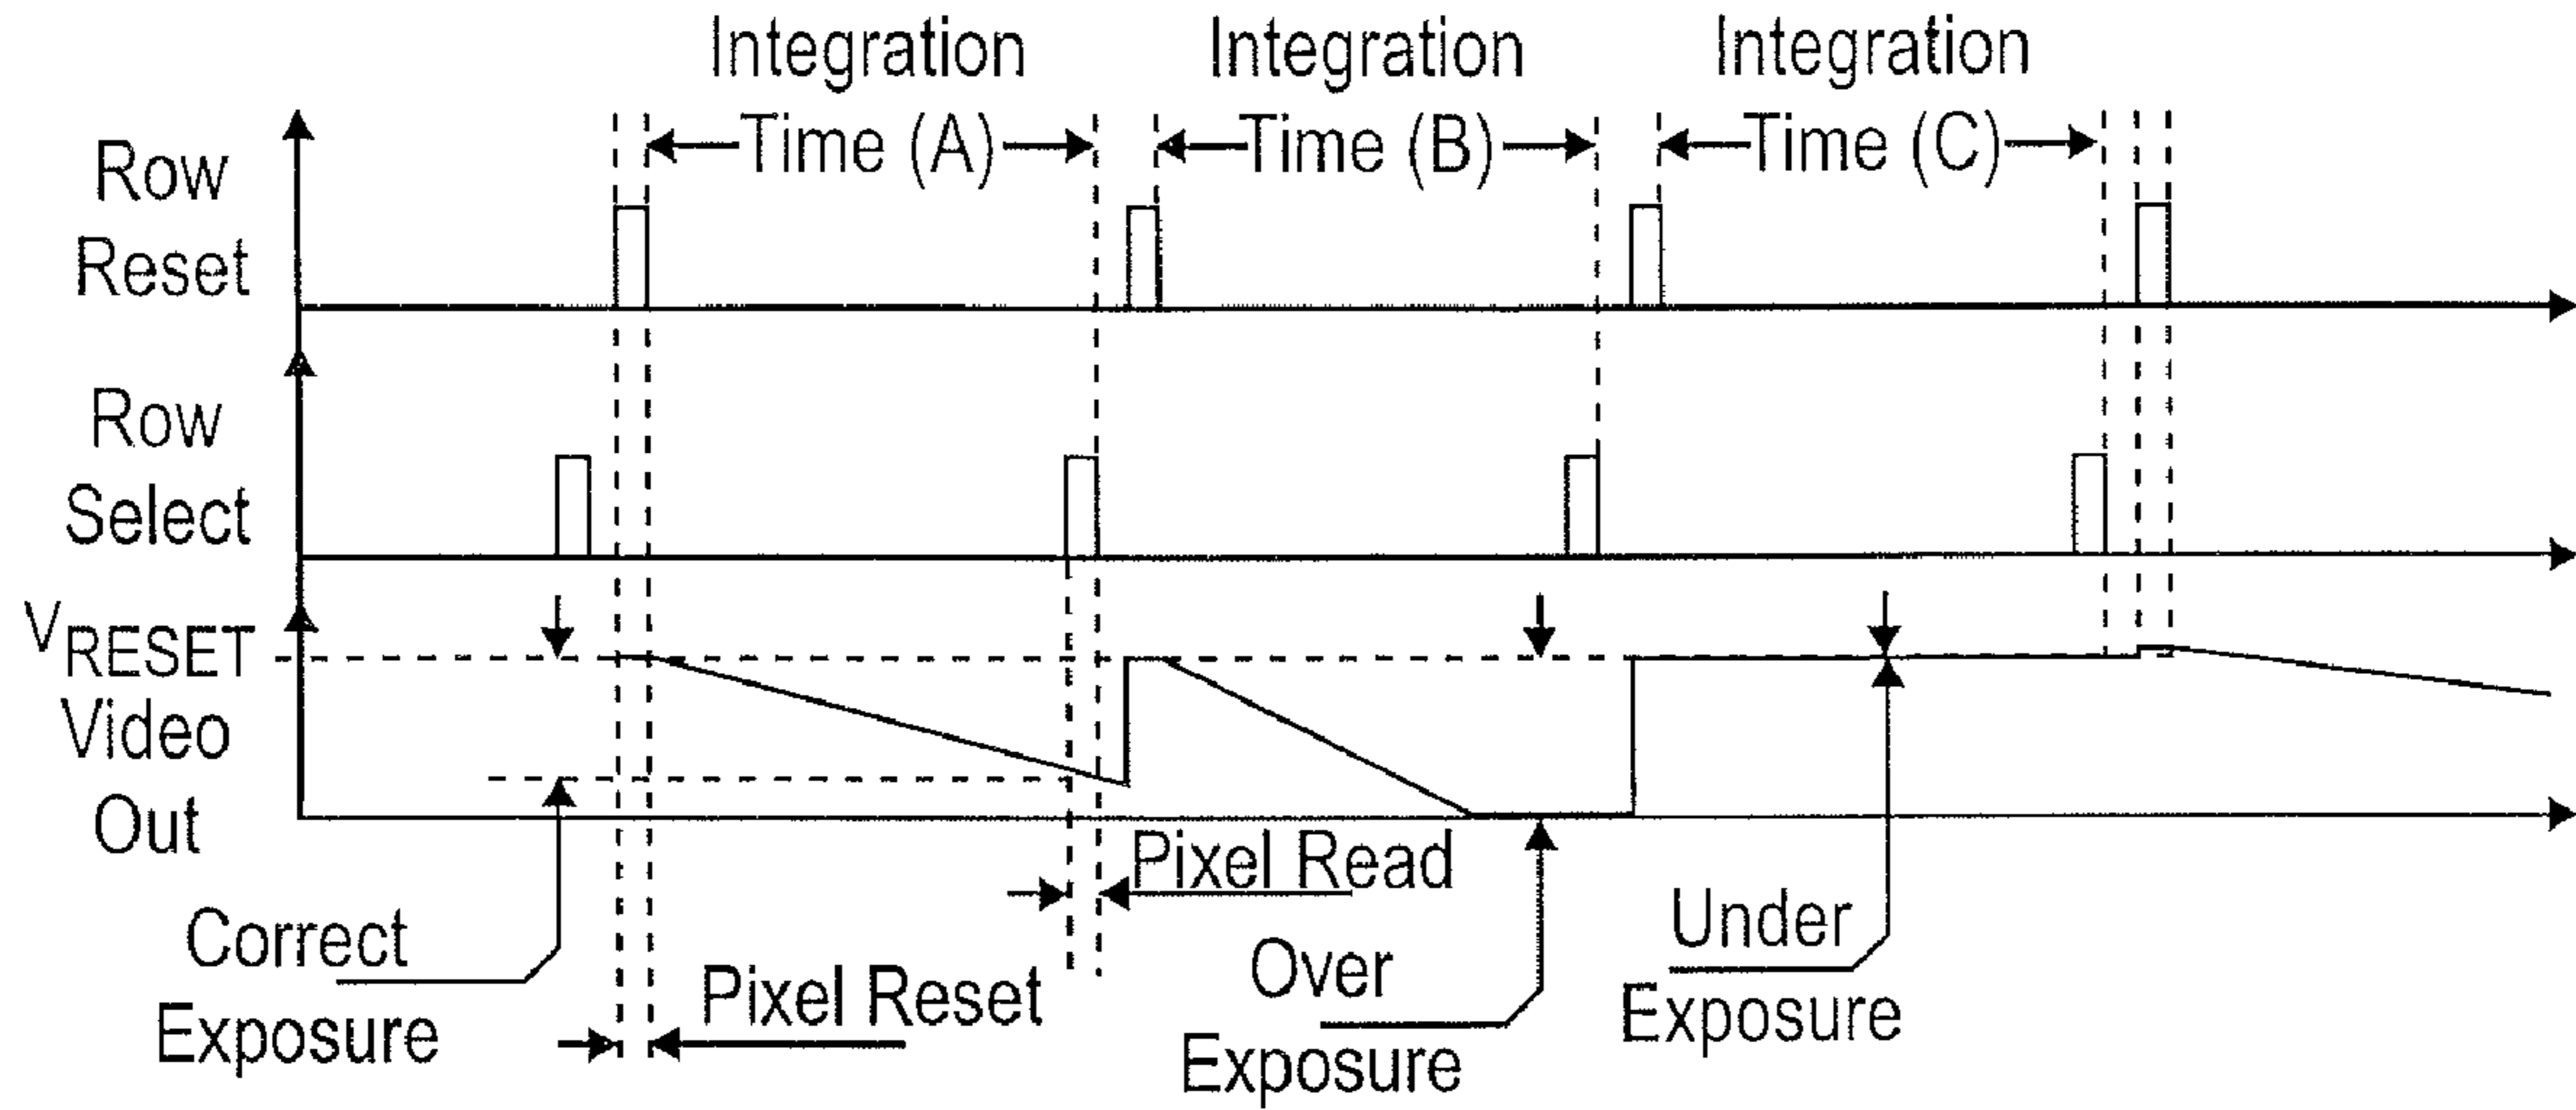 Integration
Time (A)
Integration
Time (B)
Integration
Time (C)
Row
Reset
Row
Select
VRESET
Video
Out
Correct
Exposure
Pixel Reset
Pixel Read
Over
Exposure
Under
Exposure